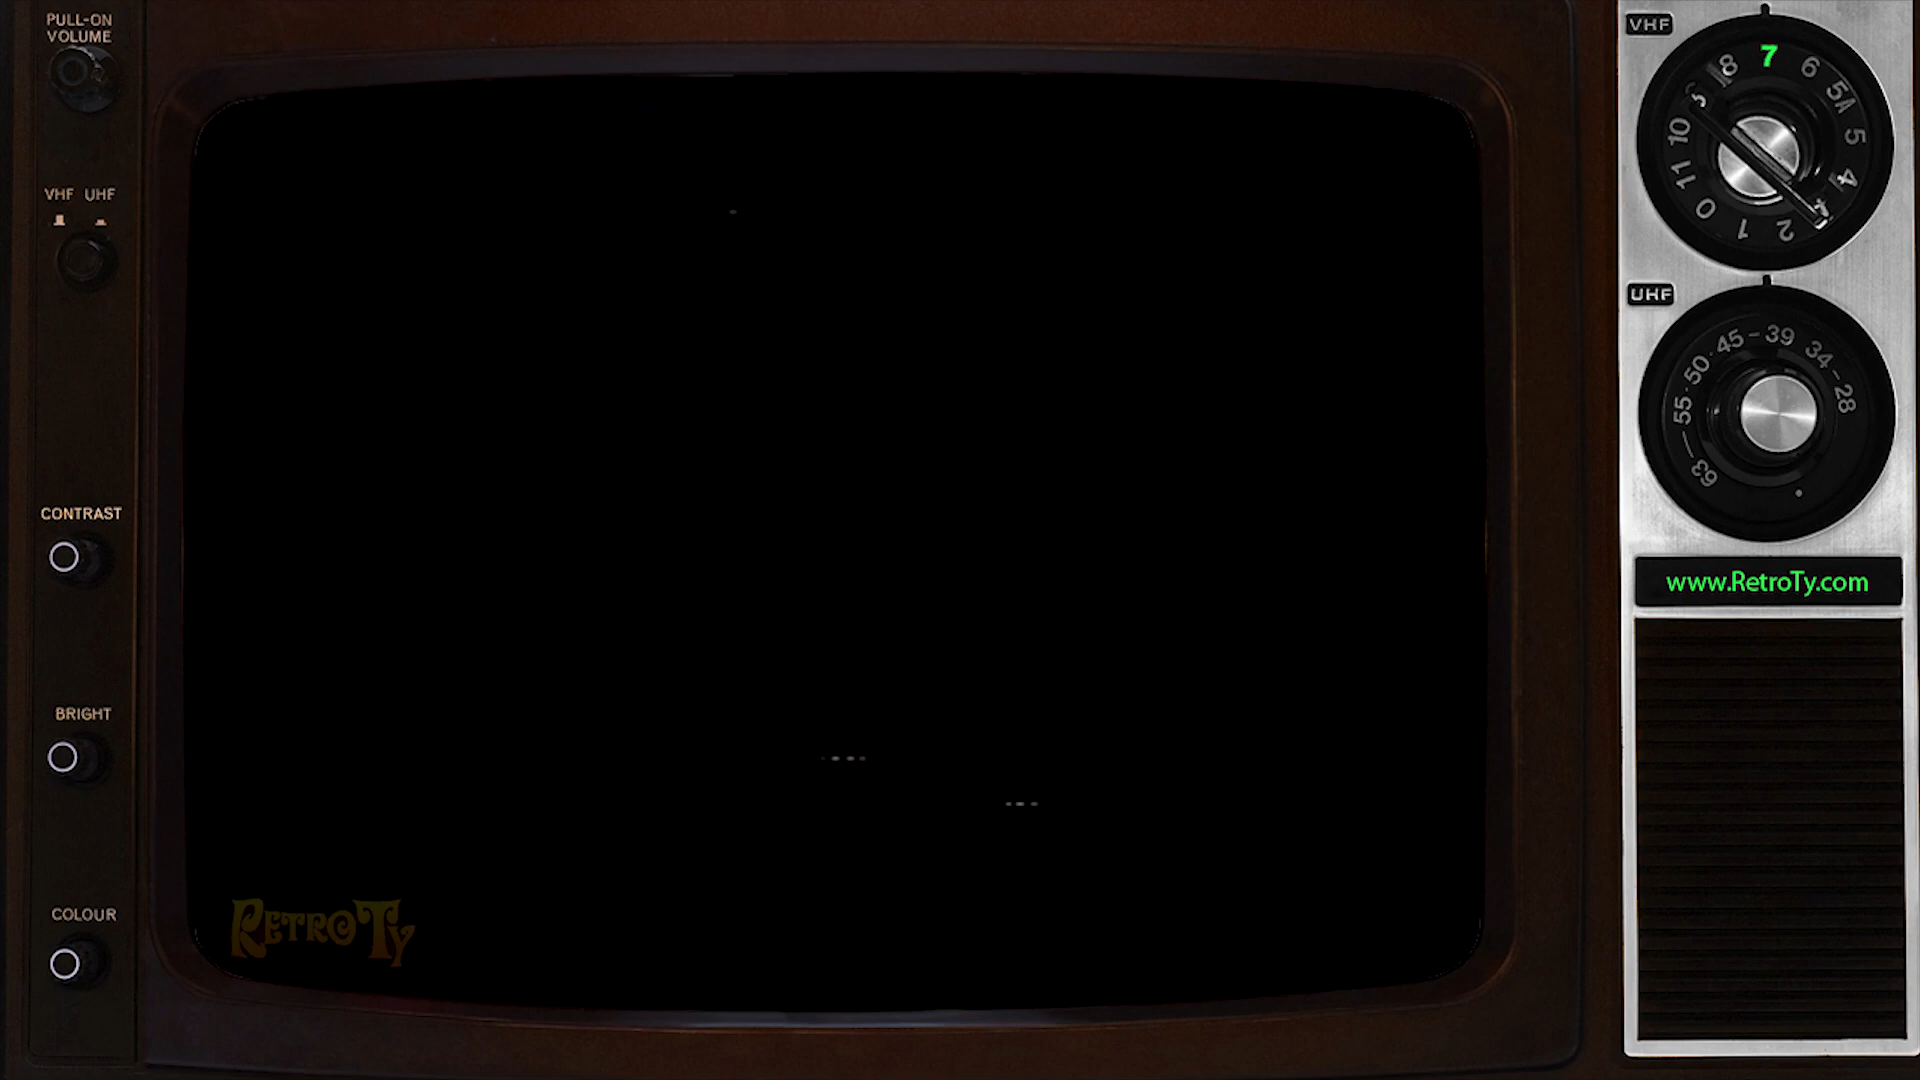 PULL-ON
VOLUME
VHF UHF
CONTRAST
BRIGHT
COLOUR
RETROTY
VHF
7
6
5A
5
4
2
1
0
11
10
8
UHF
63
55
50
45
39
34
28
www.RetroTy.com